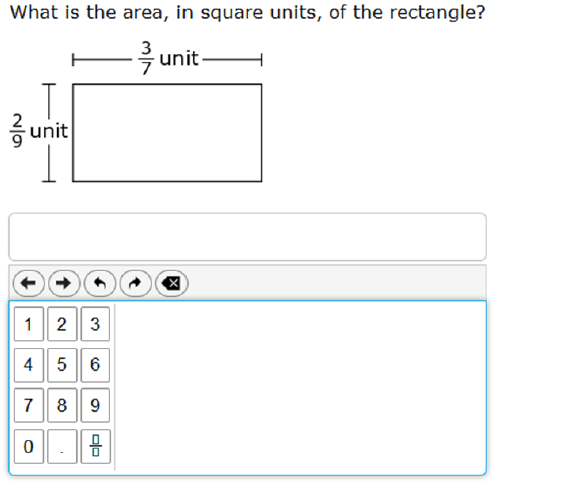 What is the area, in square units, of the rectangle?
3/7 unit
2/9 unit
1 2 3
4 5 6
7 8 9
0 .